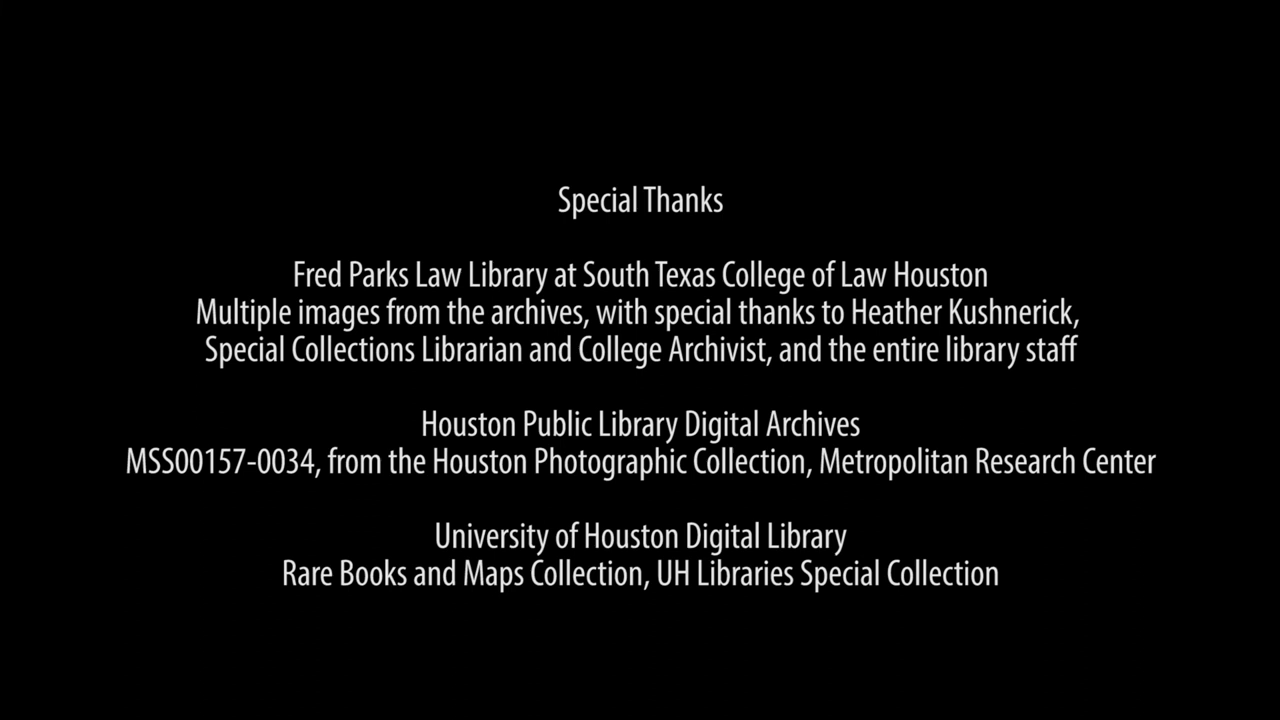 Special Thanks
Fred Parks Law Library at South Texas College of Law Houston
Multiple images from the archives, with special thanks to Heather Kushnerick,
Special Collections Librarian and College Archivist, and the entire library staff
Houston Public Library Digital Archives
MSS00157-0034, from the Houston Photographic Collection, Metropolitan Research Center
University of Houston Digital Library
Rare Books and Maps Collection, UH Libraries Special Collection